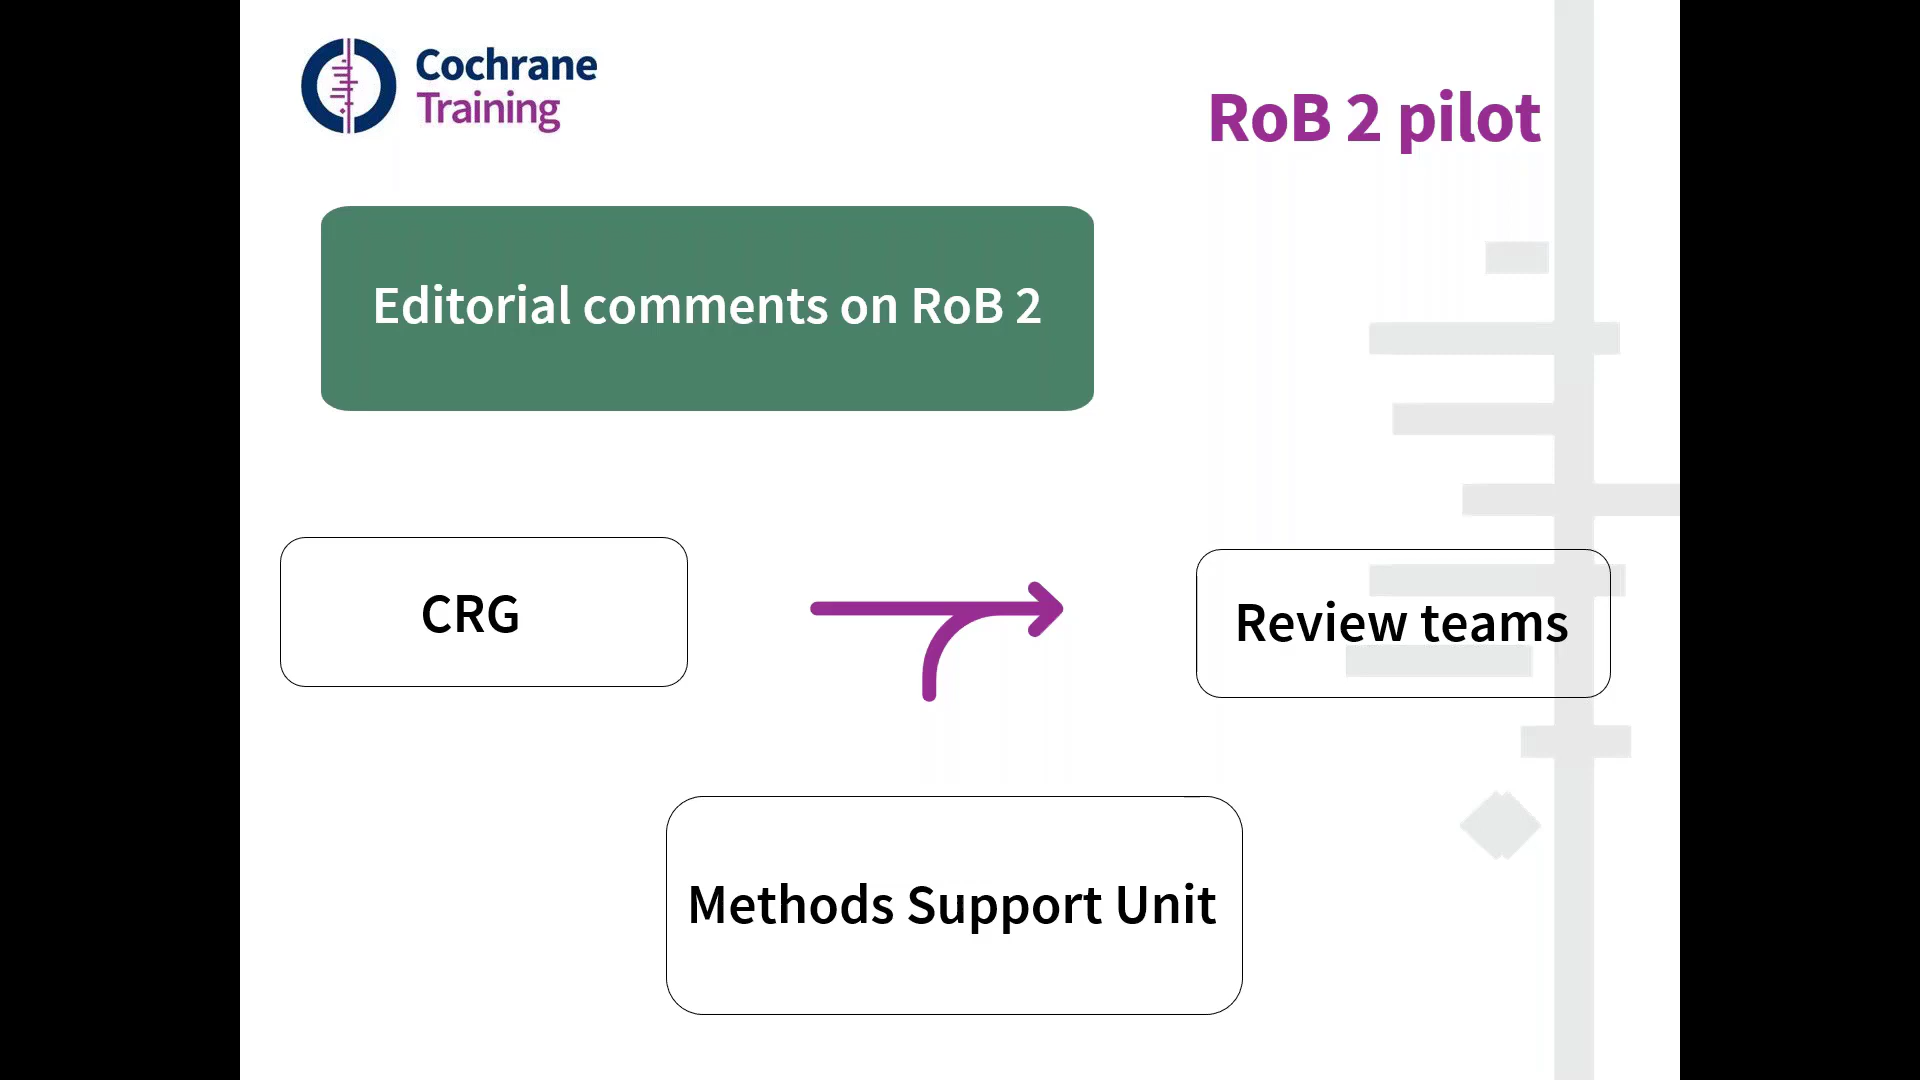 Cochrane
Training
RoB 2 pilot
Editorial comments on RoB 2
CRG
Review teams
Methods Support Unit